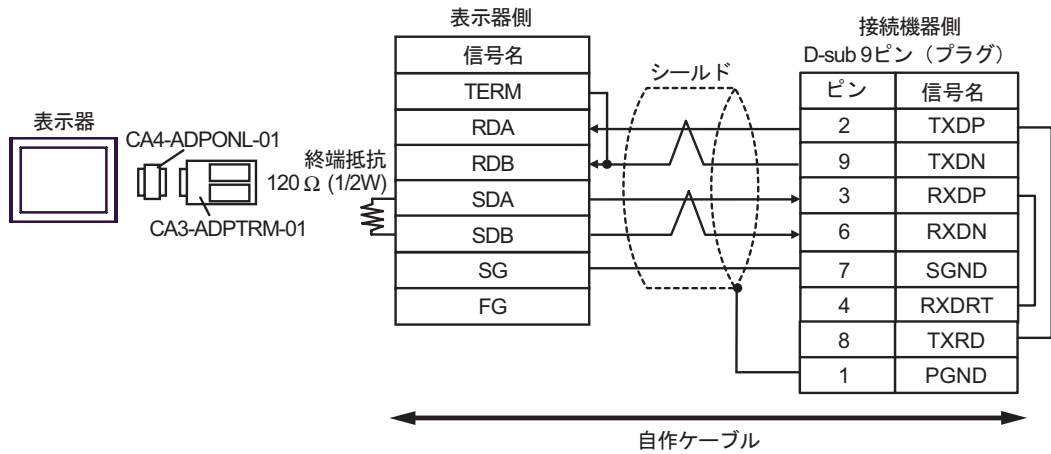 表示器
CA4-ADPONL-01
CA3-ADPTRM-01
終端抵抗
120 Ω (1/2W)
表示器側
信号名
TERM
RDA
RDB
SDA
SDB
SG
FG
シールド
接続機器側
D-sub 9ピン（プラグ）
ピン 信号名
2 TXDP
9 TXDN
3 RXDP
6 RXDN
7 SGND
4 RXDRT
8 TXRD
1 PGND
自作ケーブル